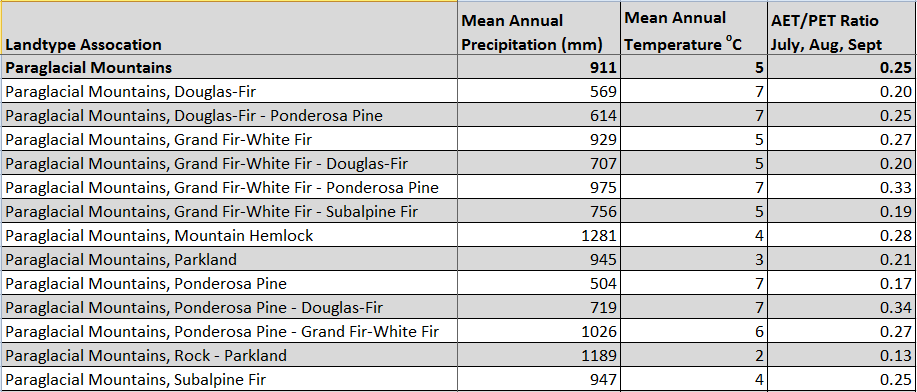 Landtype Assocation Mean Annual Precipitation (mm) Mean Annual Temperature °C AET/PET Ratio July, Aug, Sept
Paraglacial Mountains 911 5 0.25
Paraglacial Mountains, Douglas-Fir 569 7 0.20
Paraglacial Mountains, Douglas-Fir - Ponderosa Pine 614 7 0.25
Paraglacial Mountains, Grand Fir-White Fir 929 5 0.27
Paraglacial Mountains, Grand Fir-White Fir - Douglas-Fir 707 5 0.20
Paraglacial Mountains, Grand Fir-White Fir - Ponderosa Pine 975 7 0.33
Paraglacial Mountains, Grand Fir-White Fir - Subalpine Fir 756 5 0.19
Paraglacial Mountains, Mountain Hemlock 1281 4 0.28
Paraglacial Mountains, Parkland 945 3 0.21
Paraglacial Mountains, Ponderosa Pine 504 7 0.17
Paraglacial Mountains, Ponderosa Pine - Douglas-Fir 719 7 0.34
Paraglacial Mountains, Ponderosa Pine - Grand Fir-White Fir 1026 6 0.27
Paraglacial Mountains, Rock - Parkland 1189 2 0.13
Paraglacial Mountains, Subalpine Fir 947 4 0.25